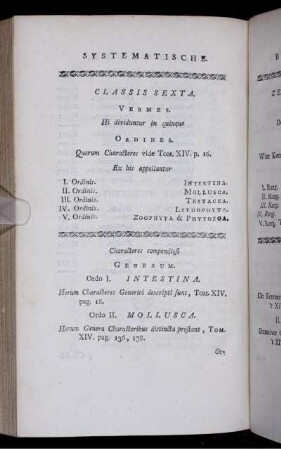 SYSTEMATISCHE
CLASSIS SEXTA.
VERMES.
Hi dividuntur in quinque
ORDINES.
Quorum Characteres vide Tom. XIV. p. 16.
Ex hic appellantur
I. Ordinis. INTESTINA.
II. Ordinis. MOLLUSCA.
III. Ordinis. TESTACEA.
IV. Ordinis. LITHOPHYTA.
V. Ordinis. ZOOPHYTA & PHYTOZOA.
Characteres compendiosi
GENERUM.
Ordo I. INTESTINA.
Horum Characteres Generici descripti sunt, Tom. XIV.
pag. 18.
Ordo II. MOLLUSCA.
Horum Genera Characteribus distincta prostant, Tom.
XIV. pag. 136, 178.
Or-